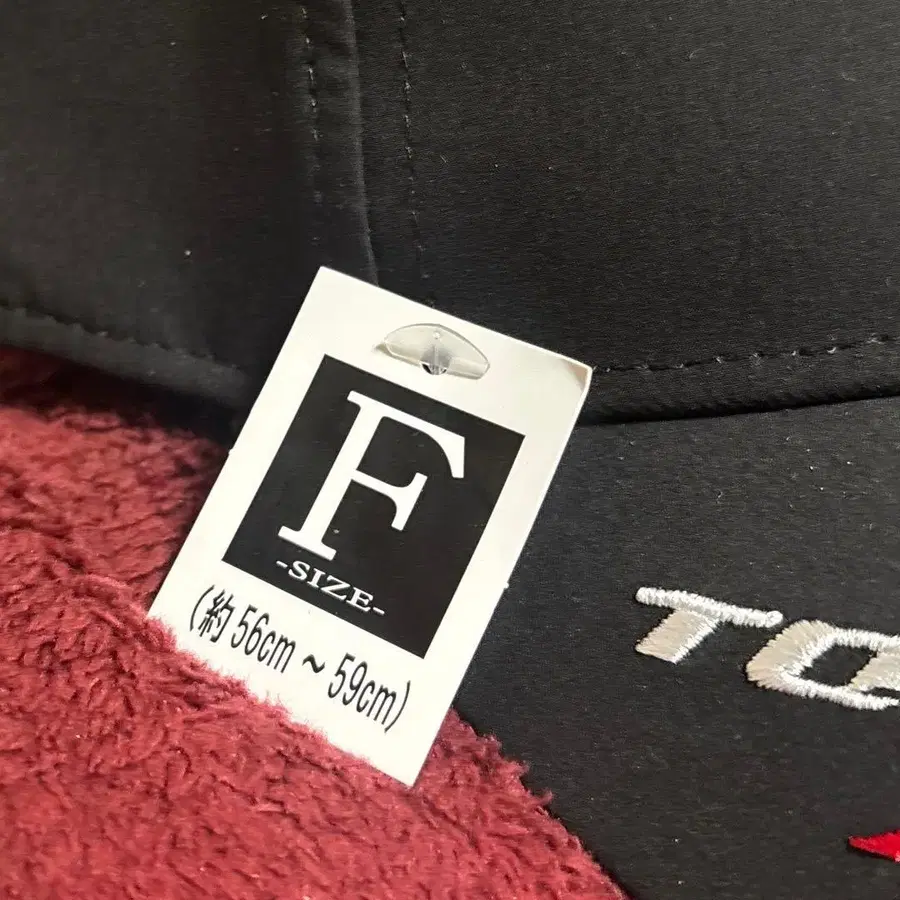 F
-SIZE-
(約 56cm ～ 59cm)